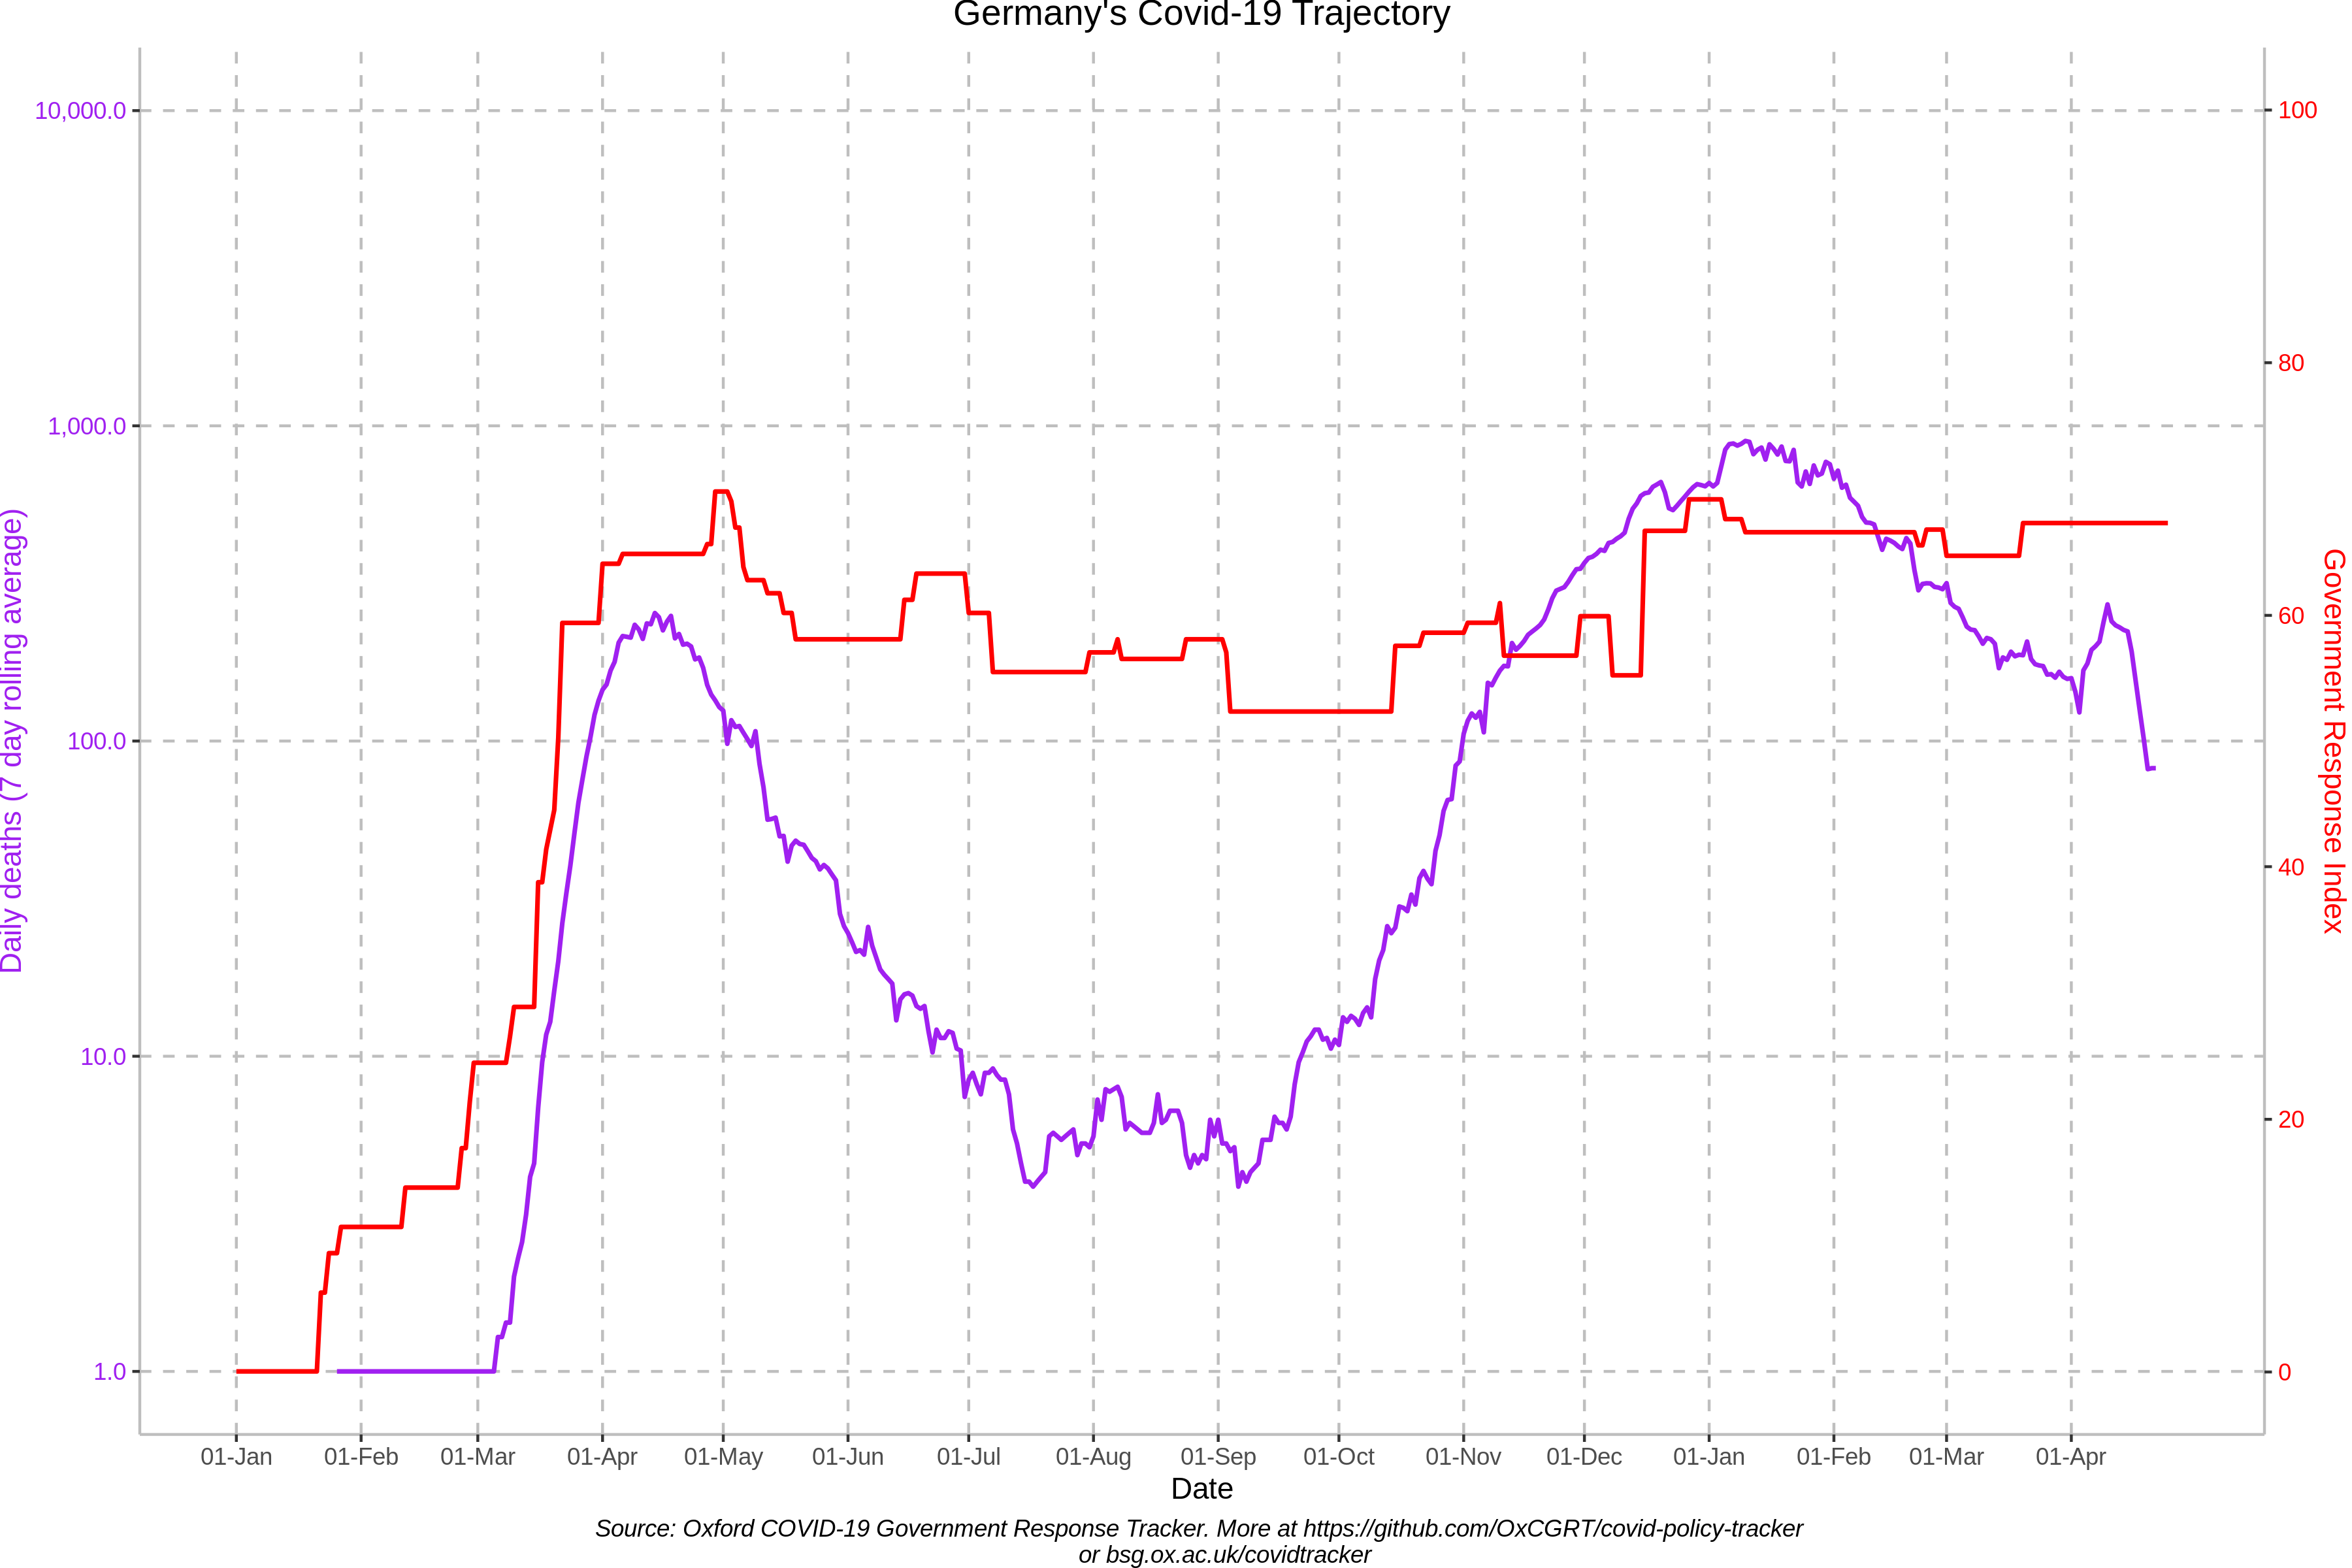 Germany's Covid-19 Trajectory
10,000.0
1,000.0
100.0
10.0
1.0
Daily deaths (7 day rolling average)
100
80
60
40
20
0
Government Response Index
01-Jan 01-Feb 01-Mar 01-Apr 01-May 01-Jun 01-Jul 01-Aug 01-Sep 01-Oct 01-Nov 01-Dec 01-Jan 01-Feb 01-Mar 01-Apr
Date
Source: Oxford COVID-19 Government Response Tracker. More at https://github.com/OxCGRT/covid-policy-tracker
or bsg.ox.ac.uk/covidtracker